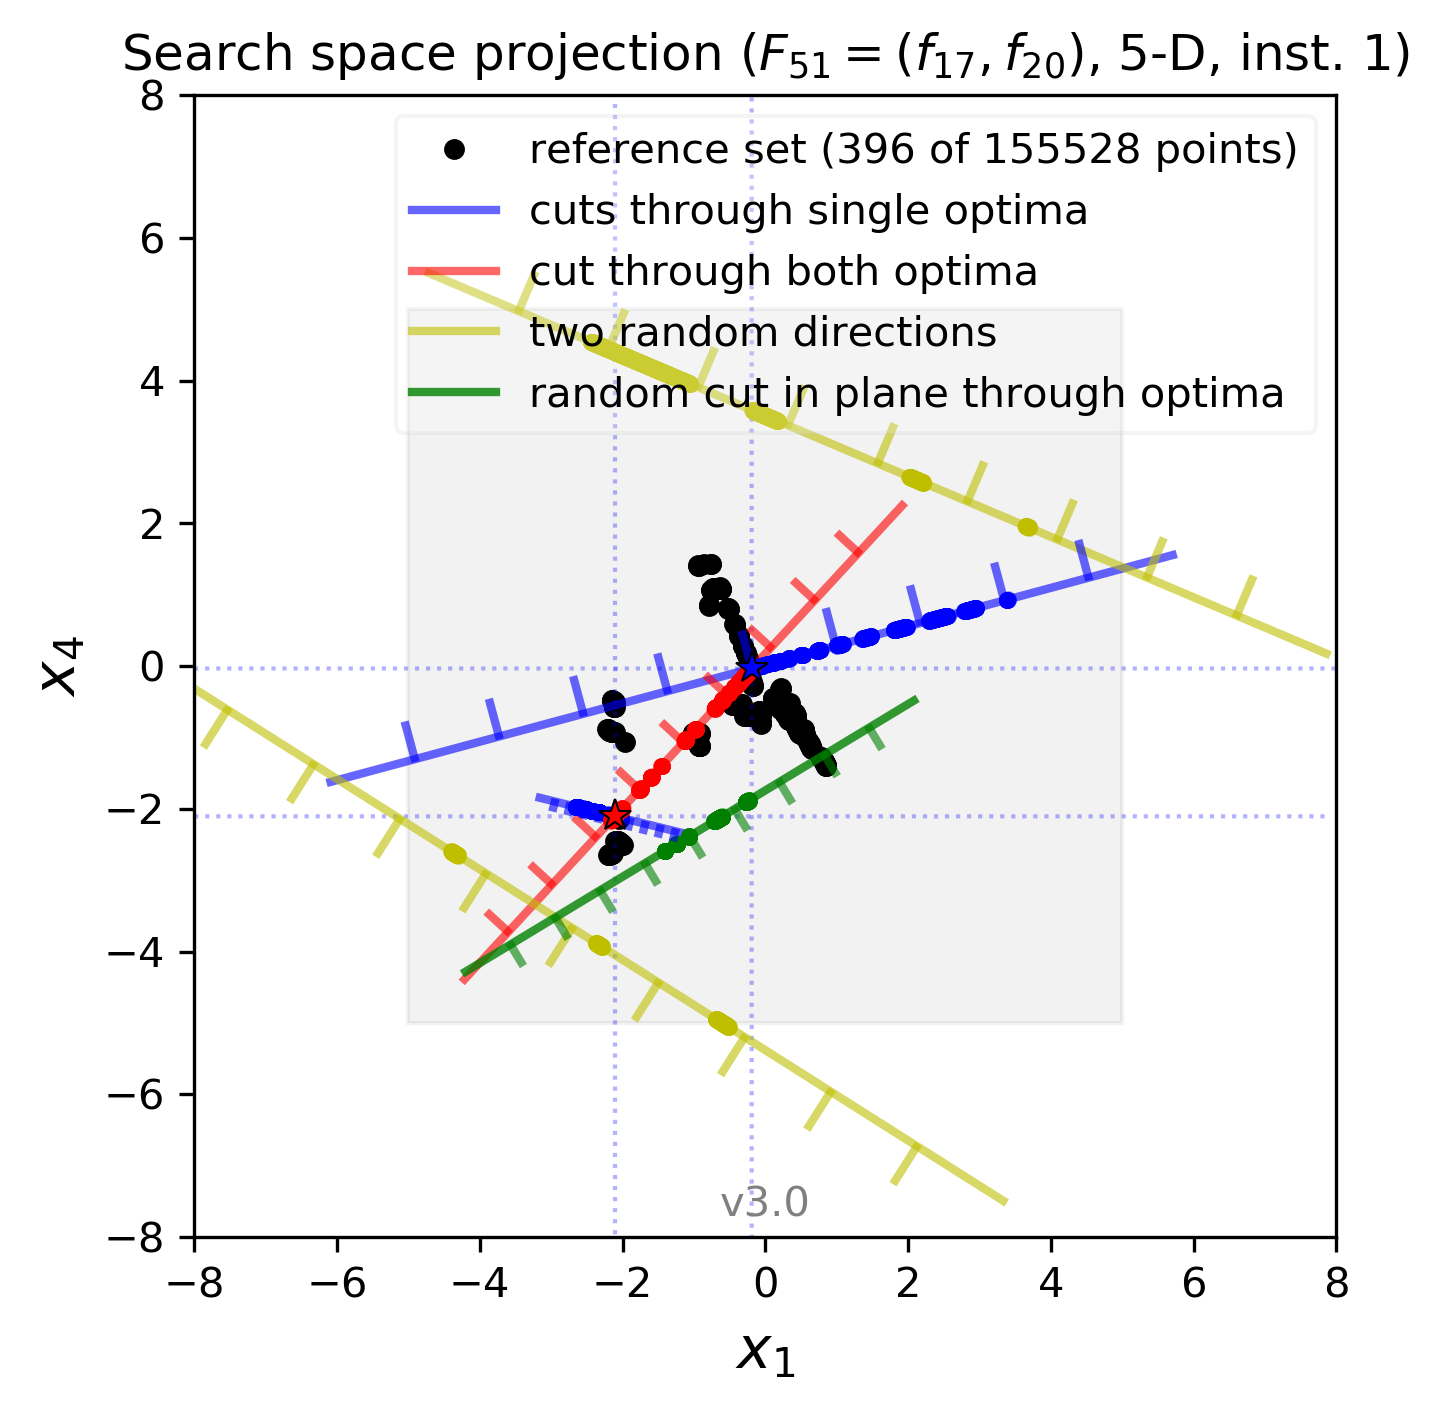 Search space projection (F₅₁ = (f₁₇, f₂₀), 5-D, inst. 1)
8
6
4
2
0
−2
−4
−6
−8
x₄
reference set (396 of 155528 points)
cuts through single optima
cut through both optima
two random directions
random cut in plane through optima
v3.0
−8 −6 −4 −2 0 2 4 6 8
x₁